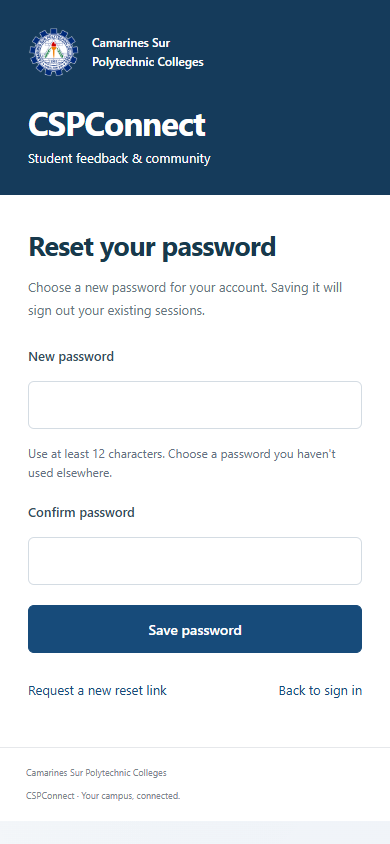 Camarines Sur
Polytechnic Colleges
CSPConnect
Student feedback & community
Reset your password
Choose a new password for your account. Saving it will
sign out your existing sessions.
New password
Use at least 12 characters. Choose a password you haven't
used elsewhere.
Confirm password
Save password
Request a new reset link
Back to sign in
Camarines Sur Polytechnic Colleges
CSPConnect · Your campus, connected.